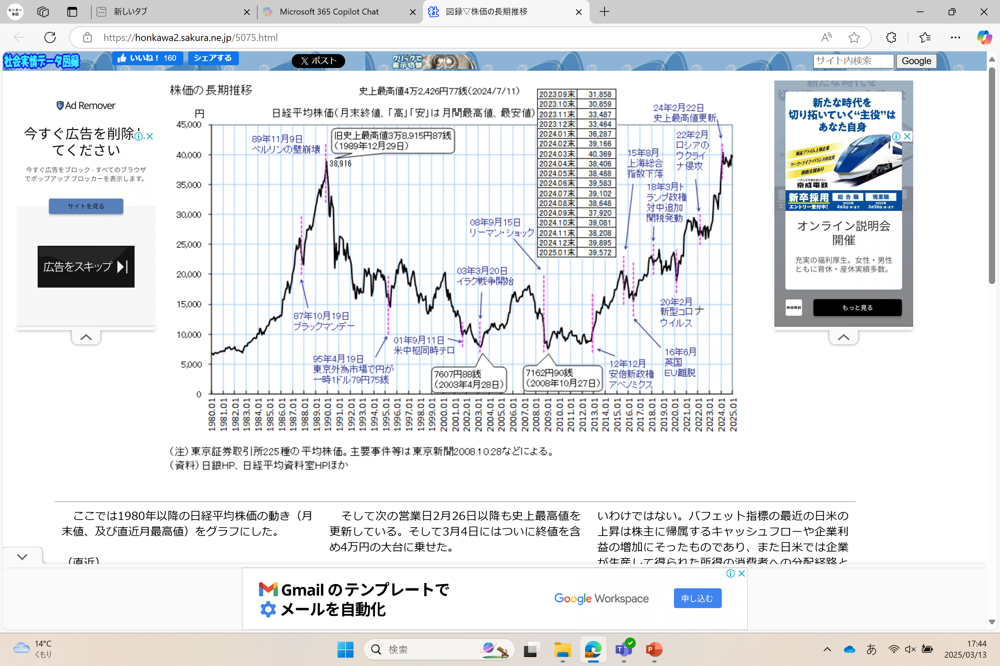 センター
寺田
新しいタブ
Microsoft 365 Copilot Chat
図録▽株価の長期推移
https://honkawa2.sakura.ne.jp/5075.html
社会実情データ図録
いいね！ 160
シェアする
X ポスト
クリックで
表示切替
サイト内検索
Google
Ad Remover
今すぐ広告を削除し
てください
今すぐ広告をブロック - すべてのブラウザ
でポップアップ ブロッカーを表示します。
サイトを見る
広告をスキップ
株価の長期推移
史上最高値4万2,426円77銭(2024/7/11)
円
日経平均株価(月末終値、「高」「安」は月間最高値、最安値)
2023.09末 31,858
2023.10末 30,859
2023.11末 33,487
2023.12末 33,464
2024.01末 36,287
2024.02末 39,166
2024.03末 40,369
2024.04末 38,406
2024.05末 38,488
2024.06末 39,583
2024.07末 39,102
2024.08末 38,648
2024.09末 37,920
2024.10末 39,081
2024.11末 38,208
2024.12末 39,895
2025.01末 39,572
45,000
40,000
35,000
30,000
25,000
20,000
15,000
10,000
5,000
0
89年11月9日
ベルリンの壁崩壊
旧史上最高値3万8,915円87銭
(1989年12月29日)
38,916
24年2月22日
史上最高値更新
22年2月
ロシアの
ウクライ
ナ侵攻
15年8月
上海総合
指数下落
18年3月ト
ランプ政権
対中追加
関税発動
08年9月15日
リーマン・ショック
03年3月20日
イラク戦争開始
87年10月19日
ブラックマンデー
20年2月
新型コロナ
ウイルス
01年9月11日
米中枢同時テロ
95年4月19日
東京外為市場で円が
一時1ドル79円75銭
7607円88銭
(2003年4月28日)
7162円90銭
(2008年10月27日)
12年12月
安倍新政権
アベノミクス
16年6月
英国
EU離脱
1980.01
1981.01
1982.01
1983.01
1984.01
1985.01
1986.01
1987.01
1988.01
1989.01
1990.01
1991.01
1992.01
1993.01
1994.01
1995.01
1996.01
1997.01
1998.01
1999.01
2000.01
2001.01
2002.01
2003.01
2004.01
2005.01
2006.01
2007.01
2008.01
2009.01
2010.01
2011.01
2012.01
2013.01
2014.01
2015.01
2016.01
2017.01
2018.01
2019.01
2020.01
2021.01
2022.01
2023.01
2024.01
2025.01
(注)東京証券取引所225種の平均株価。主要事件等は東京新聞2008.10.28などによる。
(資料)日銀HP、日経平均資料室HPほか
新たな時代を
新たな時代を
切り拓いていく“主役”は
あなた自身
東証プライム上場企業
ワーク・ライフ・バランスの充実
資格支援あり
いろんな笑顔を結びたい
京成電鉄
新卒採用
エントリー受付中!
総合職
2025年
4月3日(木)まで
現業職
2025年
3月26日(水)まで
オンライン説明会
開催
充実の福利厚生。女性・男性
ともに育休・産休実績多数。
京成電鉄
もっと見る
ここでは1980年以降の日経平均株価の動き（月
末値、及び直近月最高値）をグラフにした。
（直近）
そして次の営業日2月26日以降も史上最高値を
更新している。そして3月4日にはついに終値を含
め4万円の大台に乗せた。
いわけではない。バフェット指標の最近の日米の
上昇は株主に帰属するキャッシュフローや企業利
益の増加にそったものであり、また日米では企業
が生産して得られた所得の消費者への分配経路と
Gmail のテンプレートで
メールを自動化
Google Workspace
申し込む
14°C
くもり
検索
あ
17:44
2025/03/13